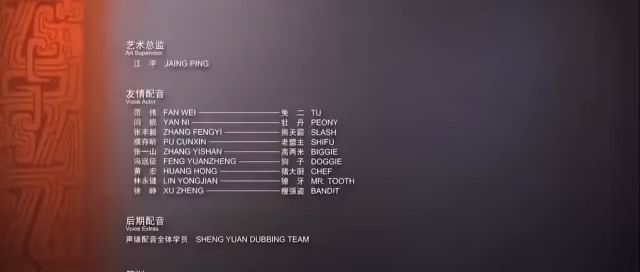 艺术总监
Art Supervisor
江 平 JAING PING
友情配音
Voice Autor
范 伟 FAN WEI 兔 二 TU
闫 妮 YAN NI 牡 丹 PEONY
张丰毅 ZHANG FENGYI 熊天霸 SLASH
濮存昕 PU CUNXIN 老盟主 SHIFU
张一山 ZHANG YISHAN 高两米 BIGGIE
冯远征 FENG YUANZHENG 狗 子 DOGGIE
黄 宏 HUANG HONG 猪大厨 CHEF
林永健 LIN YONGJIAN 獠 牙 MR. TOOTH
徐 峥 XU ZHENG 瘦强盗 BANDIT
后期配音
Voice Extras
声缘配音全体学员 SHENG YUAN DUBBING TEAM